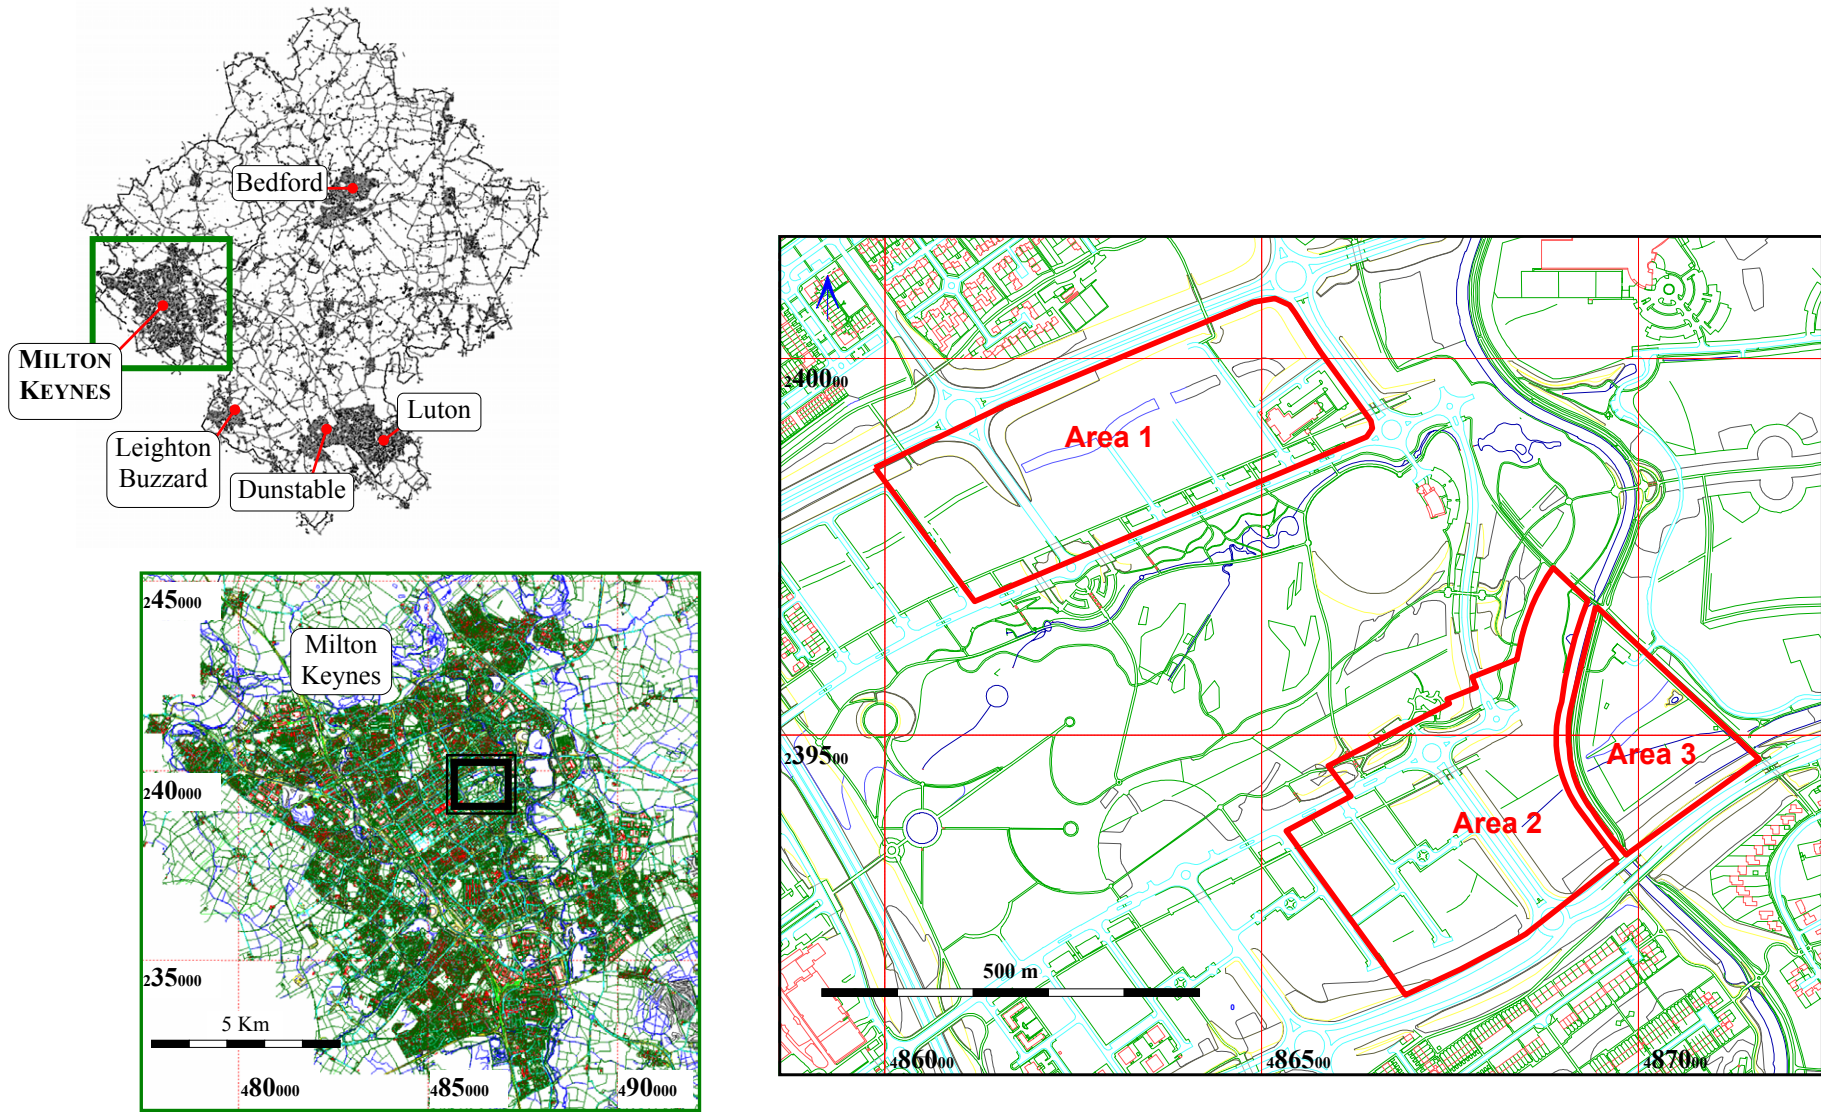 Bedford
MILTON
KEYNES
Luton
Leighton
Buzzard
Dunstable
245000
Milton
Keynes
240000
235000
5 Km
480000
485000
490000
240000
Area 1
239500
Area 3
Area 2
500 m
486000
486500
487000